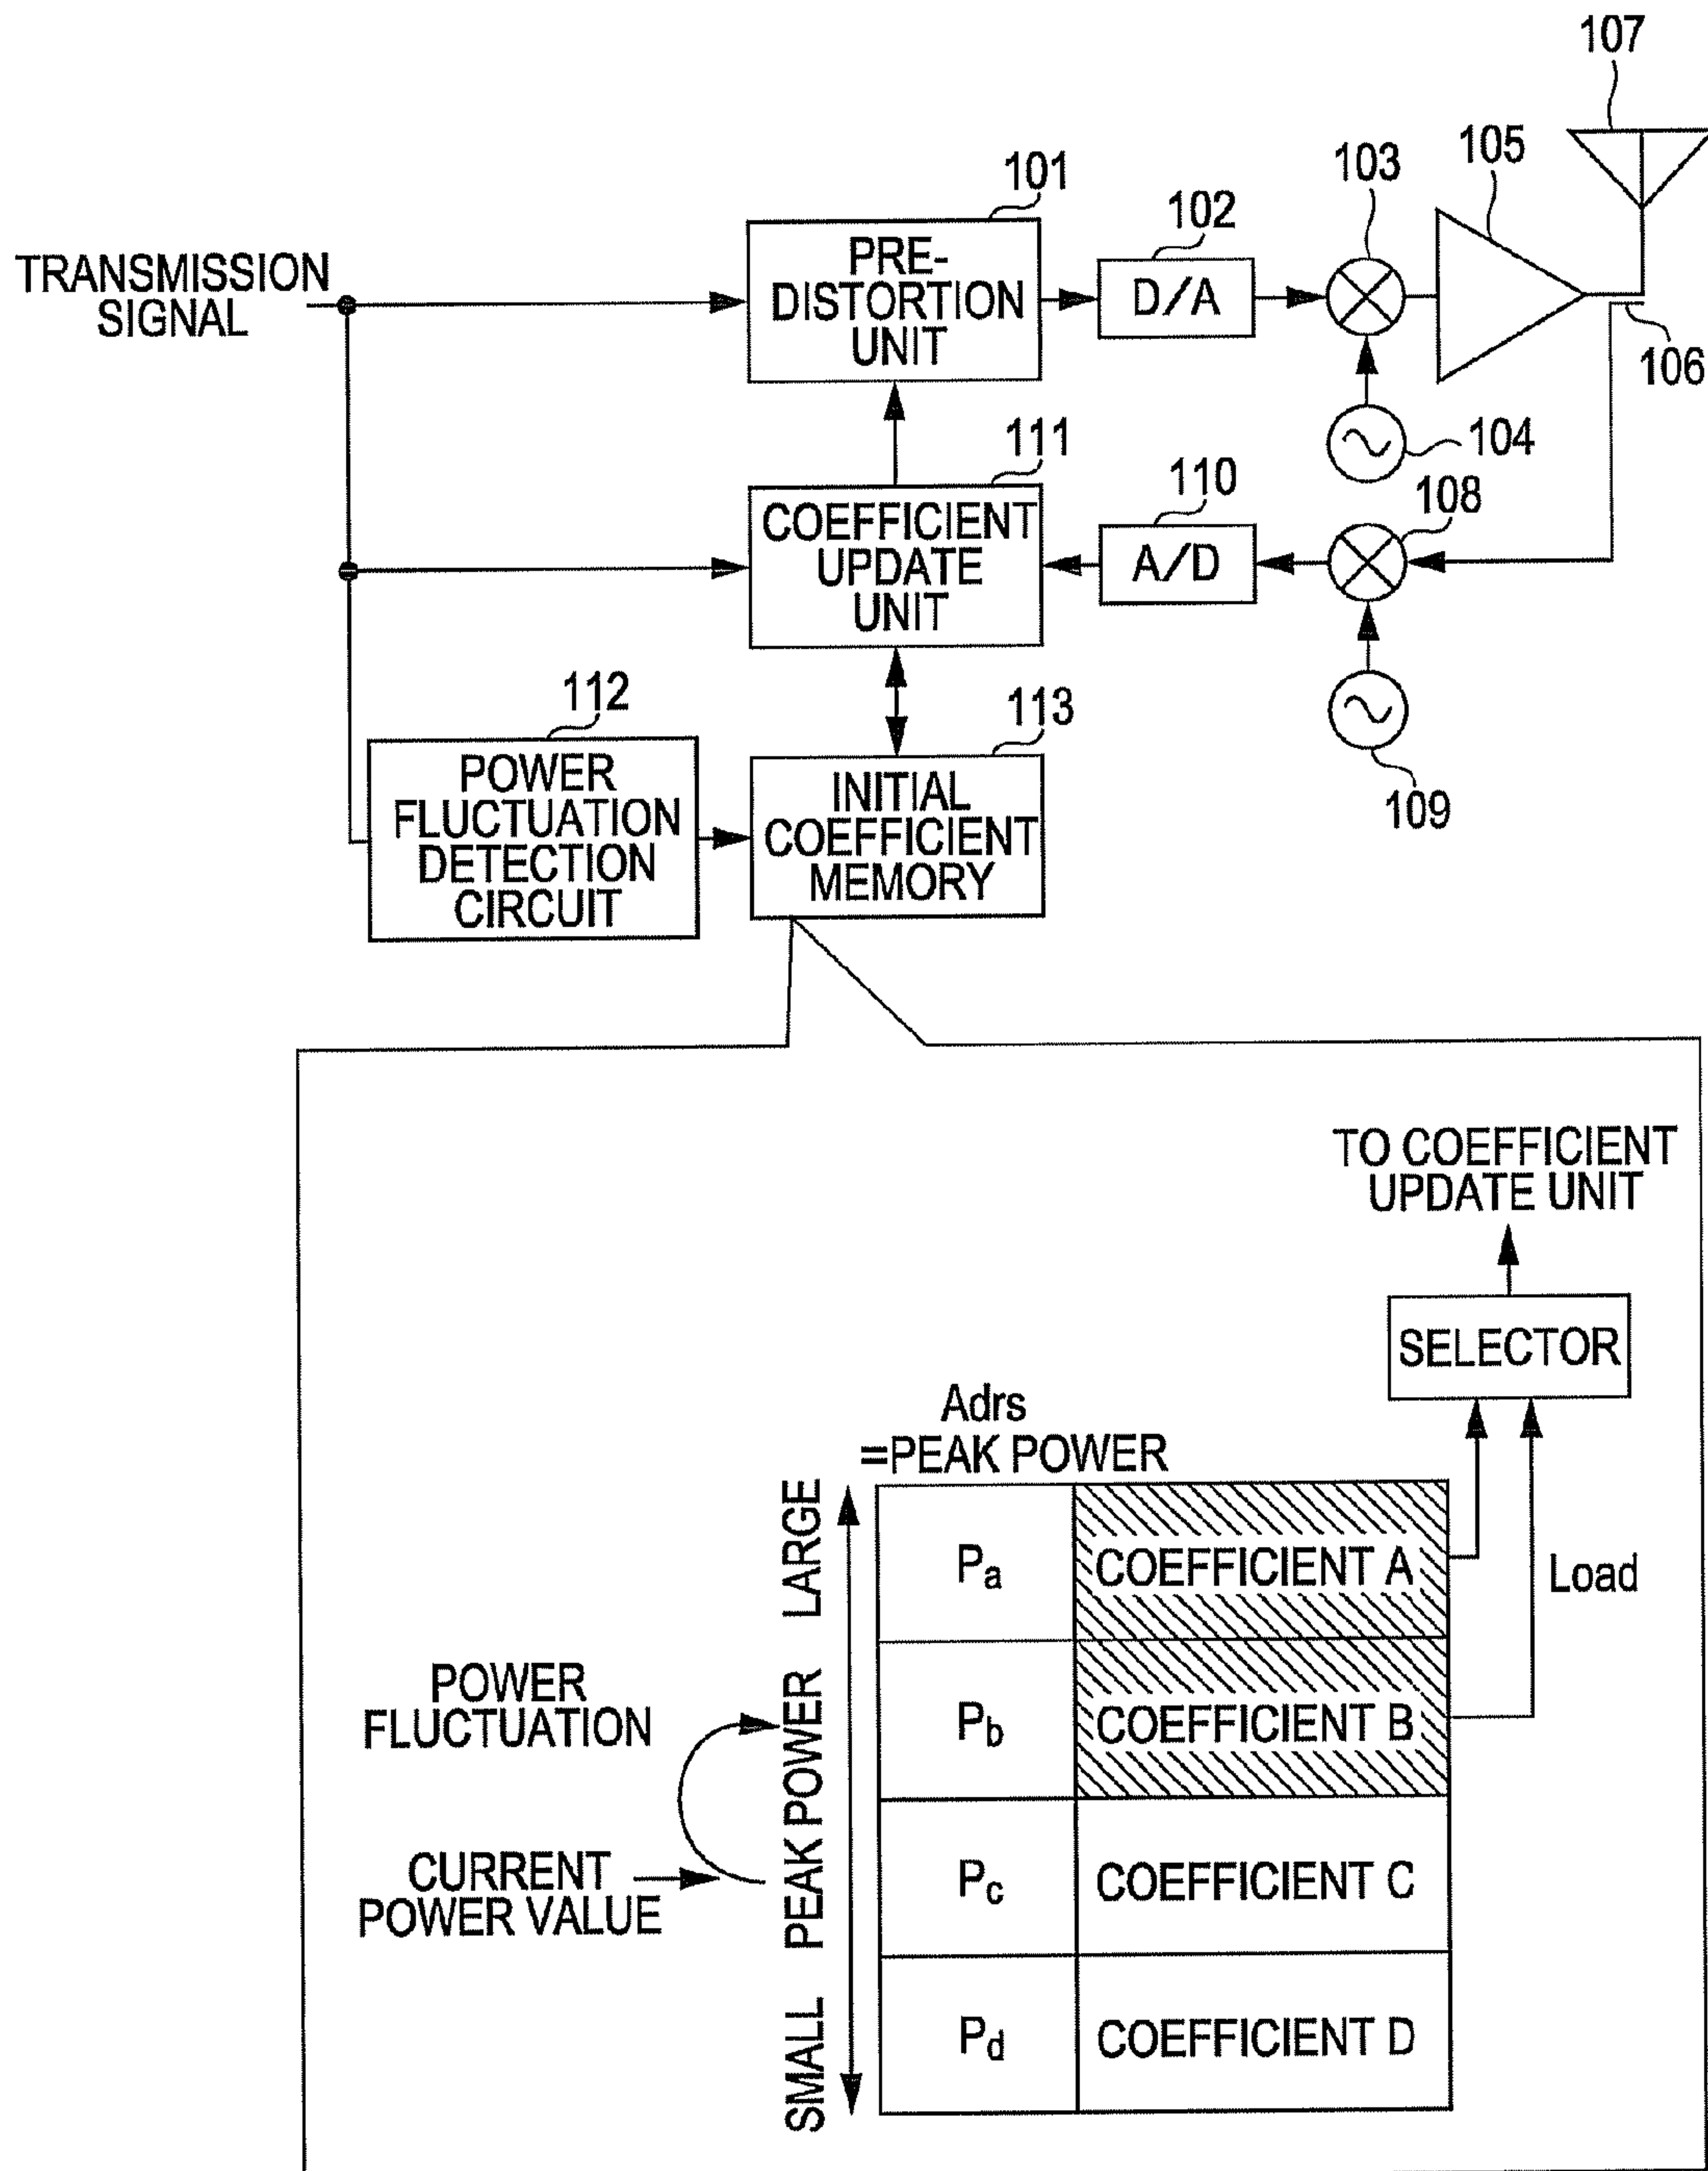 107
105
103
101
102
TRANSMISSION
SIGNAL
PRE-
DISTORTION
UNIT
D/A
106
104
111
110
108
COEFFICIENT
UPDATE
UNIT
A/D
112
113
109
POWER
FLUCTUATION
DETECTION
CIRCUIT
INITIAL
COEFFICIENT
MEMORY
TO COEFFICIENT
UPDATE UNIT
SELECTOR
Adrs
=PEAK POWER
SMALL PEAK POWER LARGE
Pa
COEFFICIENT A
Load
POWER
FLUCTUATION
Pb
COEFFICIENT B
CURRENT
POWER VALUE
Pc
COEFFICIENT C
Pd
COEFFICIENT D